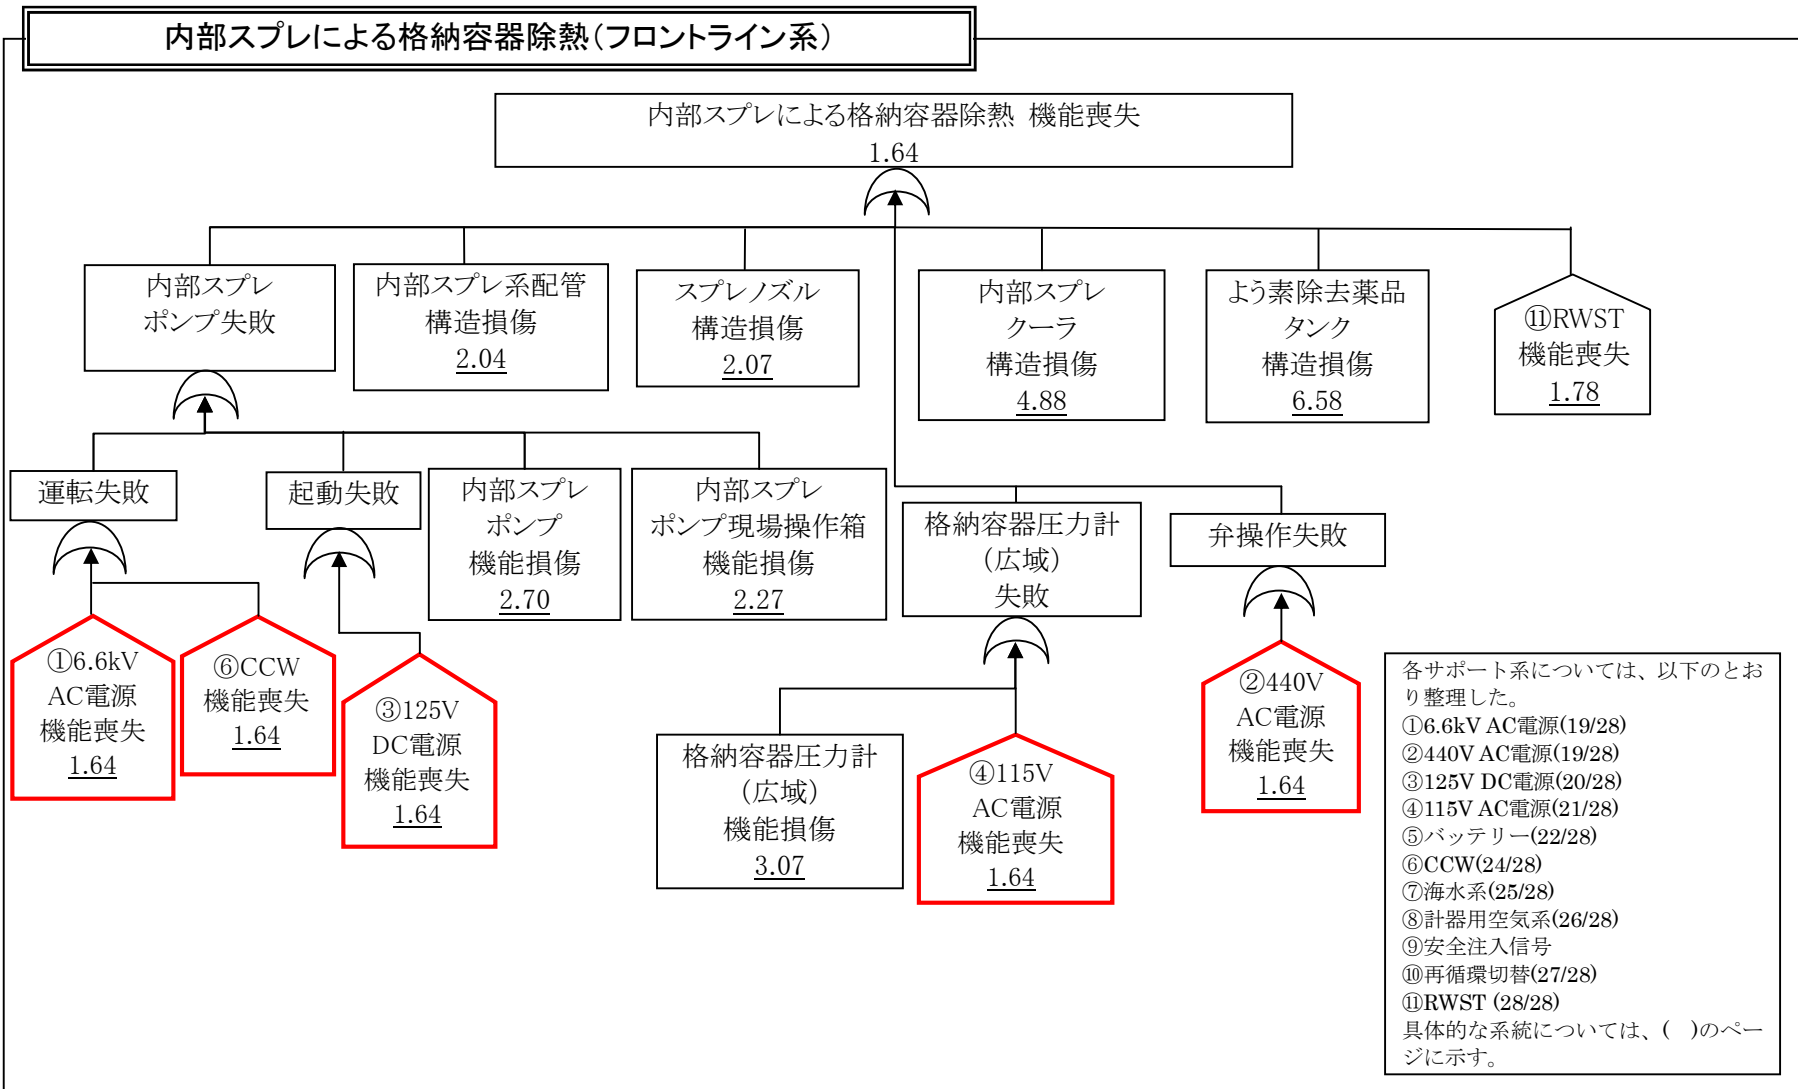 内部スプレによる格納容器除熱(フロントライン系)
内部スプレによる格納容器除熱 機能喪失
1.64
内部スプレ
ポンプ失敗
内部スプレ系配管
構造損傷
2.04
スプレノズル
構造損傷
2.07
内部スプレ
クーラ
構造損傷
4.88
よう素除去薬品
タンク
構造損傷
6.58
⑪RWST
機能喪失
1.78
運転失敗
起動失敗
内部スプレ
ポンプ
機能損傷
2.70
内部スプレ
ポンプ現場操作箱
機能損傷
2.27
格納容器圧力計
(広域)
失敗
弁操作失敗
①6.6kV
AC電源
機能喪失
1.64
⑥CCW
機能喪失
1.64
③125V
DC電源
機能喪失
1.64
格納容器圧力計
(広域)
機能損傷
3.07
④115V
AC電源
機能喪失
1.64
②440V
AC電源
機能喪失
1.64
各サポート系については、以下のとお
り整理した。
①6.6kV AC電源(19/28)
②440V AC電源(19/28)
③125V DC電源(20/28)
④115V AC電源(21/28)
⑤バッテリー(22/28)
⑥CCW(24/28)
⑦海水系(25/28)
⑧計器用空気系(26/28)
⑨安全注入信号
⑩再循環切替(27/28)
⑪RWST (28/28)
具体的な系統については、(　)のペー
ジに示す。